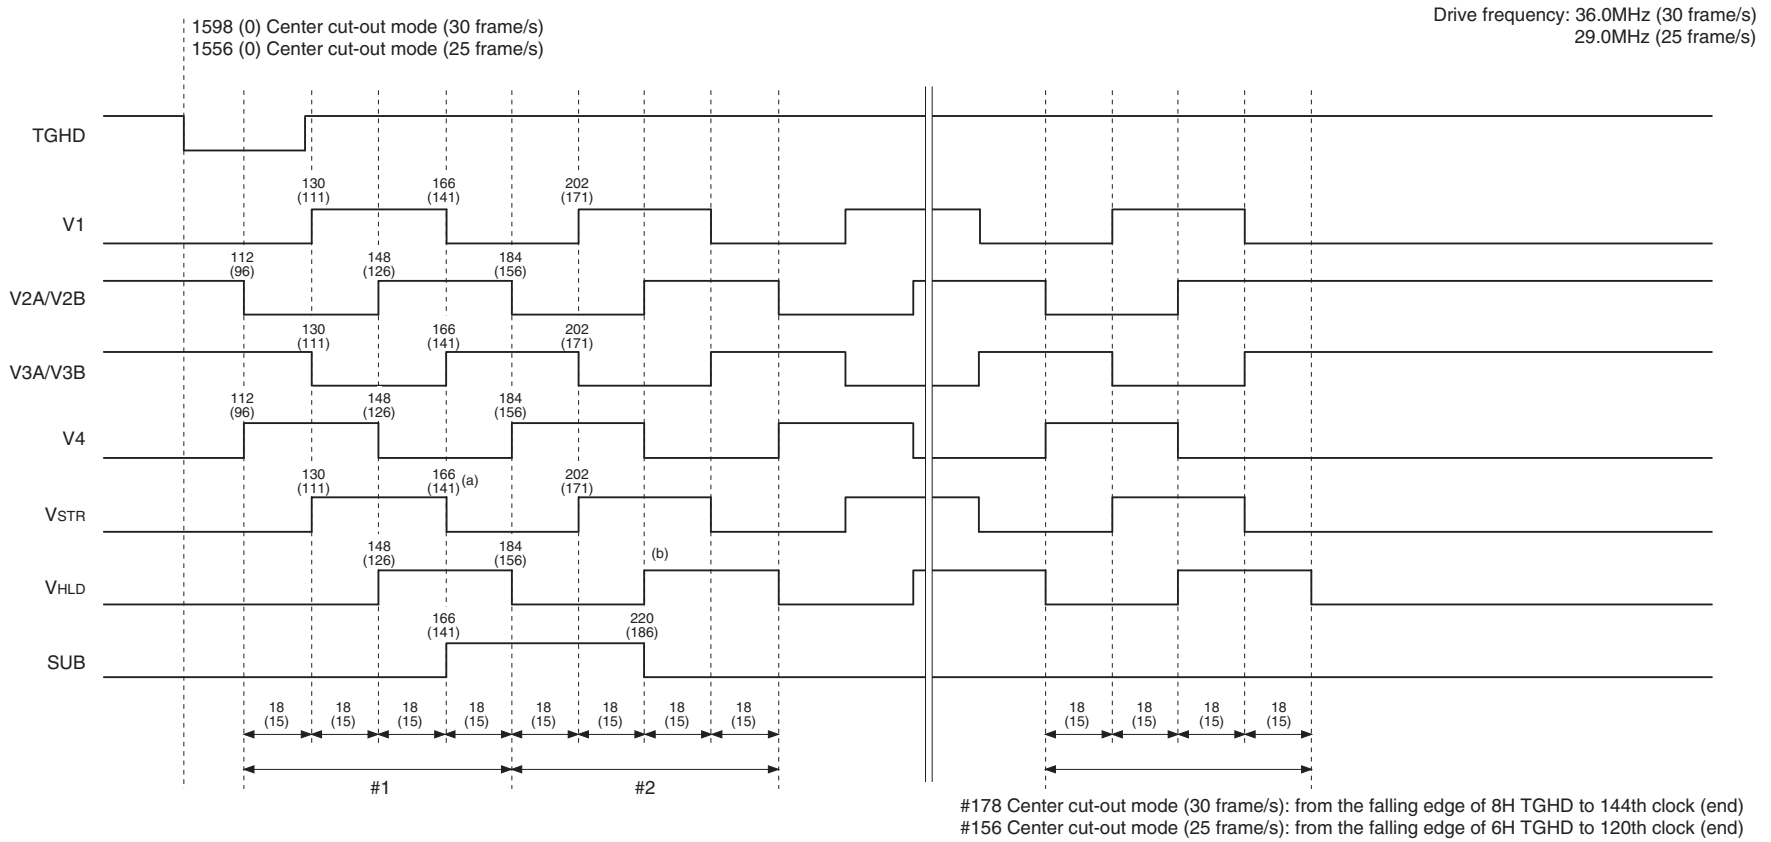 1598 (0) Center cut-out mode (30 frame/s)
1556 (0) Center cut-out mode (25 frame/s)
Drive frequency: 36.0MHz (30 frame/s)
29.0MHz (25 frame/s)
TGHD
130 166 202
(111) (141) (171)
V1
112 148 184
(96) (126) (156)
V2A/V2B
130 166 202
(111) (141) (171)
V3A/V3B
112 148 184
(96) (126) (156)
V4
130 166 (a) 202
(111) (141) (171)
VSTR
148 184 (b)
(126) (156)
VHLD
166 220
(141) (186)
SUB
18 18 18 18 18 18 18 18 18 18 18 18
(15) (15) (15) (15) (15) (15) (15) (15) (15) (15) (15) (15)
#1 #2
#178 Center cut-out mode (30 frame/s): from the falling edge of 8H TGHD to 144th clock (end)
#156 Center cut-out mode (25 frame/s): from the falling edge of 6H TGHD to 120th clock (end)